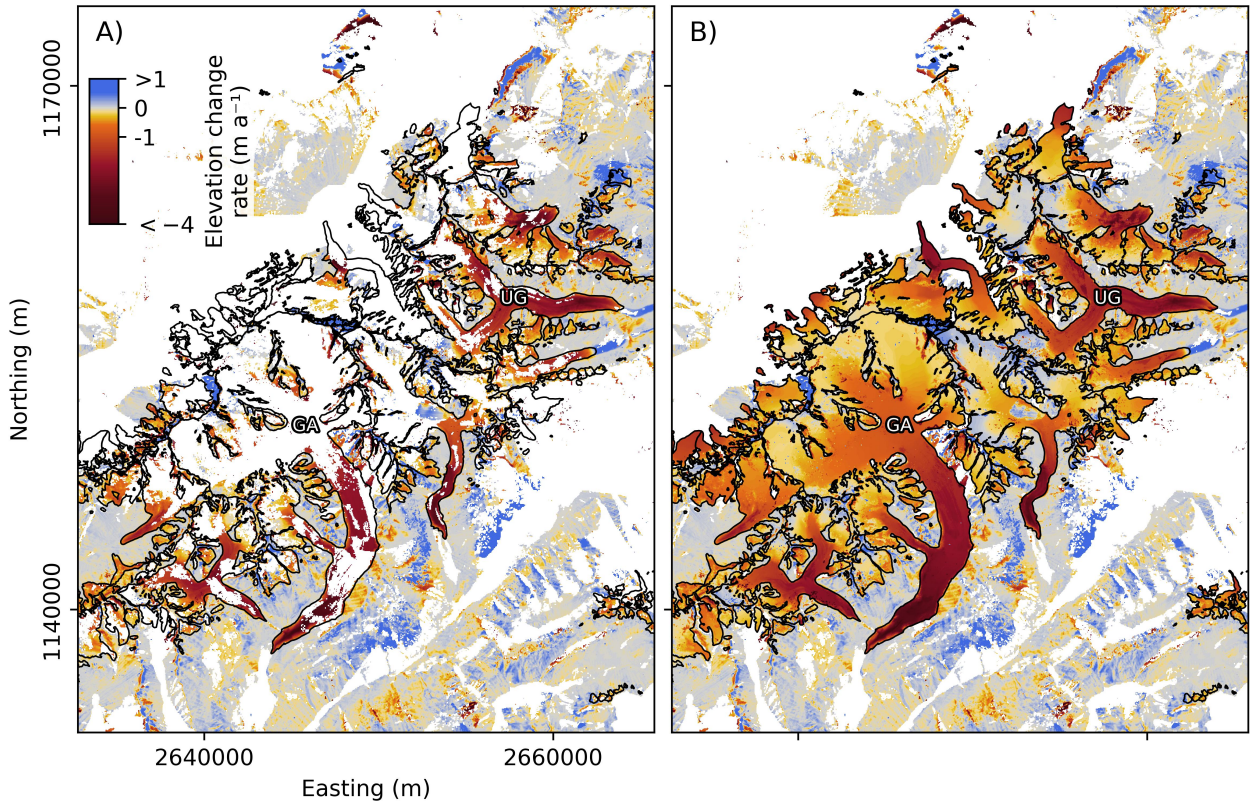 A)
B)
>1
0
-1
< −4
Elevation change
rate (m a⁻¹)
1170000
1140000
Northing (m)
UG
GA
UG
GA
2640000
2660000
Easting (m)